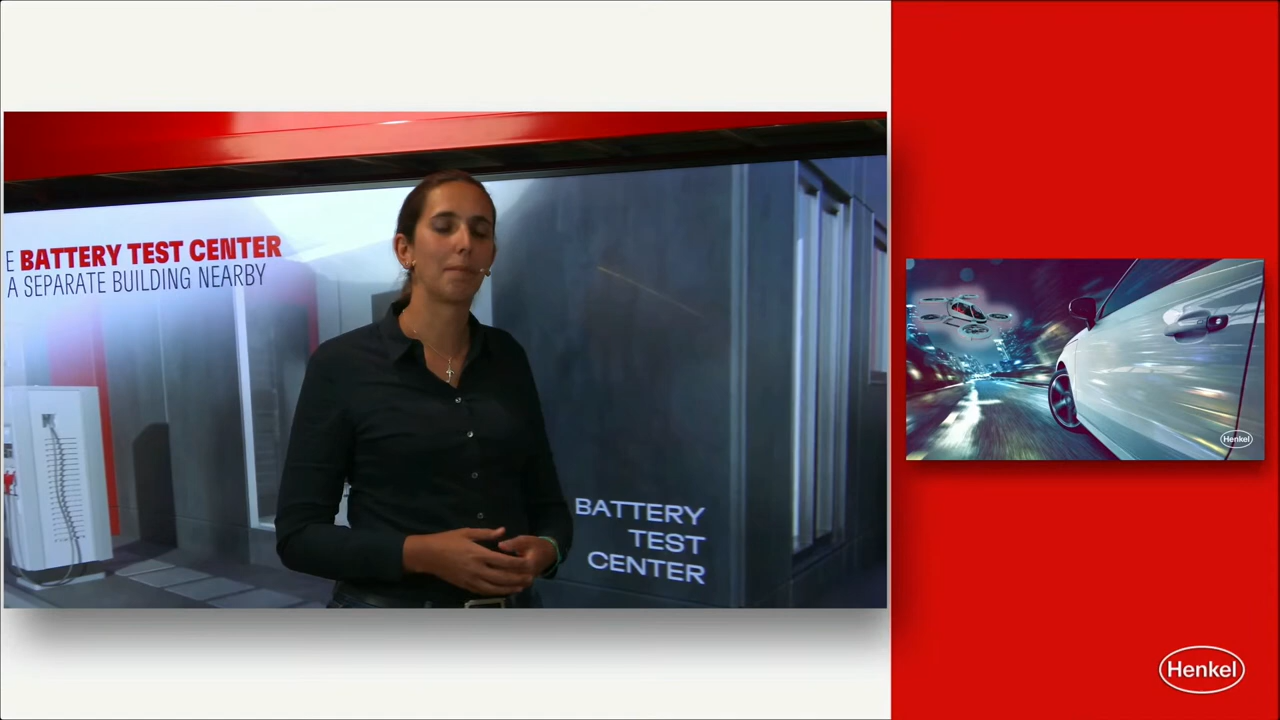 E BATTERY TEST CENTER
A SEPARATE BUILDING NEARBY
BATTERY
TEST
CENTER
Henkel
Henkel